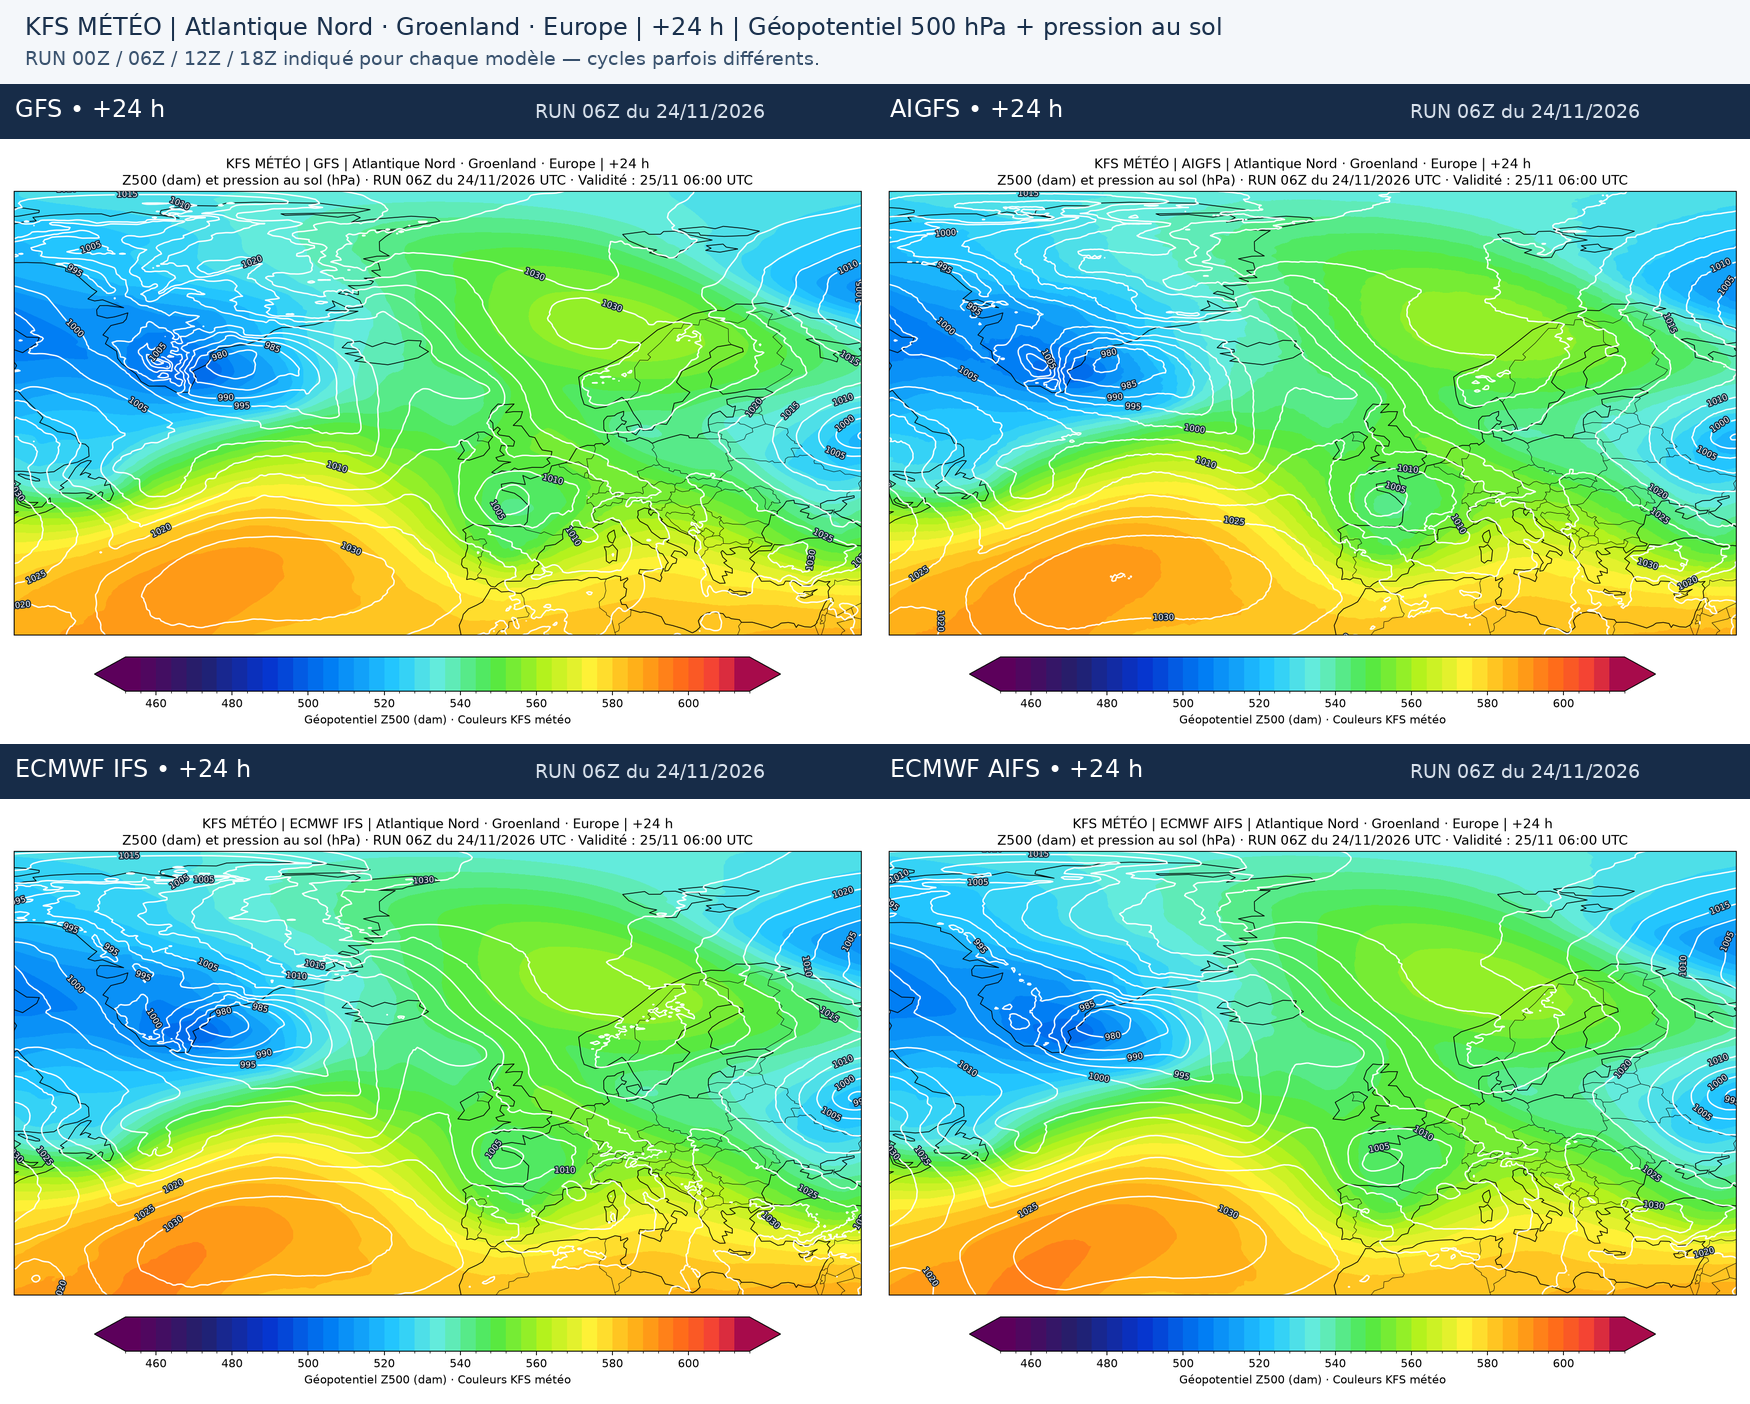 KFS MÉTÉO | Atlantique Nord · Groenland · Europe | +24 h | Géopotentiel 500 hPa + pression au sol
RUN 00Z / 06Z / 12Z / 18Z indiqué pour chaque modèle — cycles parfois différents.
GFS • +24 h
RUN 06Z du 24/11/2026
AIGFS • +24 h
RUN 06Z du 24/11/2026
KFS MÉTÉO | GFS | Atlantique Nord · Groenland · Europe | +24 h
Z500 (dam) et pression au sol (hPa) · RUN 06Z du 24/11/2026 UTC · Validité : 25/11 06:00 UTC
KFS MÉTÉO | AIGFS | Atlantique Nord · Groenland · Europe | +24 h
Z500 (dam) et pression au sol (hPa) · RUN 06Z du 24/11/2026 UTC · Validité : 25/11 06:00 UTC
460 480 500 520 540 560 580 600
Géopotentiel Z500 (dam) · Couleurs KFS météo
460 480 500 520 540 560 580 600
Géopotentiel Z500 (dam) · Couleurs KFS météo
ECMWF IFS • +24 h
RUN 06Z du 24/11/2026
ECMWF AIFS • +24 h
RUN 06Z du 24/11/2026
KFS MÉTÉO | ECMWF IFS | Atlantique Nord · Groenland · Europe | +24 h
Z500 (dam) et pression au sol (hPa) · RUN 06Z du 24/11/2026 UTC · Validité : 25/11 06:00 UTC
KFS MÉTÉO | ECMWF AIFS | Atlantique Nord · Groenland · Europe | +24 h
Z500 (dam) et pression au sol (hPa) · RUN 06Z du 24/11/2026 UTC · Validité : 25/11 06:00 UTC
460 480 500 520 540 560 580 600
Géopotentiel Z500 (dam) · Couleurs KFS météo
460 480 500 520 540 560 580 600
Géopotentiel Z500 (dam) · Couleurs KFS météo